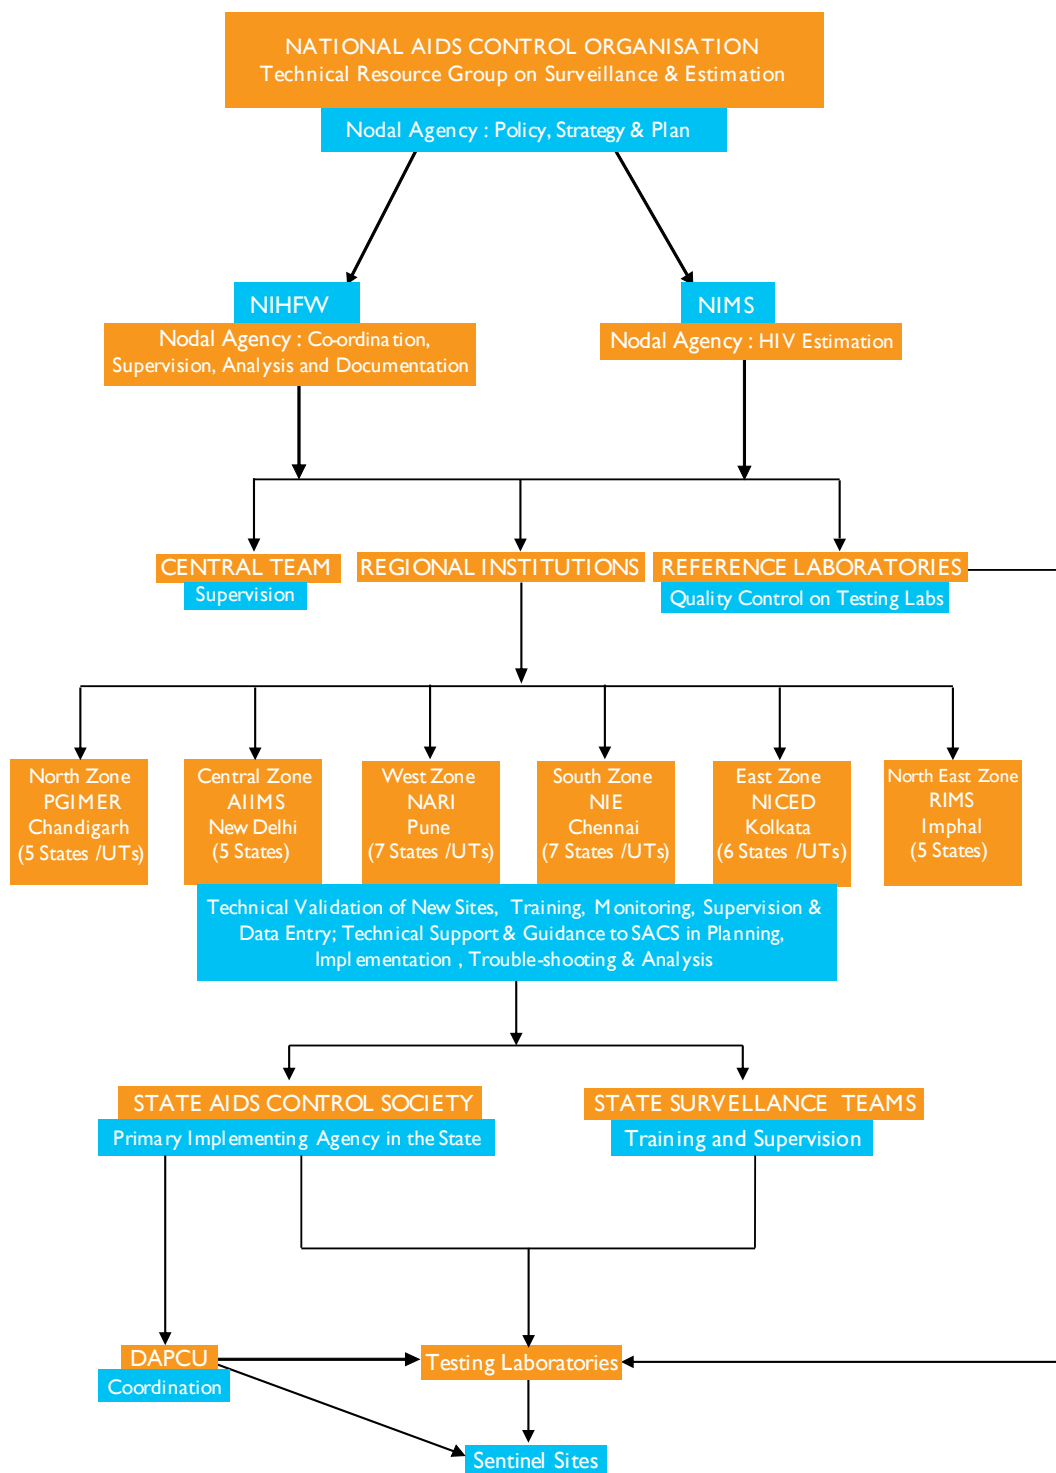 NATIONAL AIDS CONTROL ORGANISATION
Technical Resource Group on Surveillance & Estimation
Nodal Agency : Policy, Strategy & Plan
NIHFW
Nodal Agency : Co-ordination,
Supervision, Analysis and Documentation
NIMS
Nodal Agency : HIV Estimation
CENTRAL TEAM
Supervision
REGIONAL INSTITUTIONS
REFERENCE LABORATORIES
Quality Control on Testing Labs
North Zone
PGIMER
Chandigarh
(5 States /UTs)
Central Zone
AIIMS
New Delhi
(5 States)
West Zone
NARI
Pune
(7 States /UTs)
South Zone
NIE
Chennai
(7 States /UTs)
East Zone
NICED
Kolkata
(6 States /UTs)
North East Zone
RIMS
Imphal
(5 States)
Technical Validation of New Sites, Training, Monitoring, Supervision &
Data Entry; Technical Support & Guidance to SACS in Planning,
Implementation , Trouble-shooting & Analysis
STATE AIDS CONTROL SOCIETY
Primary Implementing Agency in the State
STATE SURVELLANCE TEAMS
Training and Supervision
DAPCU
Coordination
Testing Laboratories
Sentinel Sites